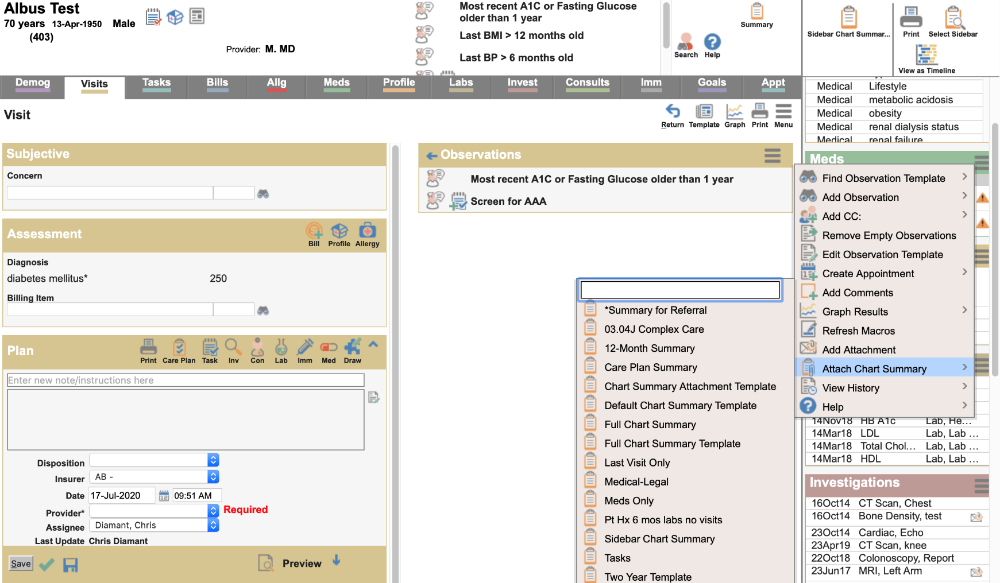 Albus Test
70 years 13-Apr-1950 Male
(403)
Provider: M. MD
Most recent A1C or Fasting Glucose older than 1 year
Last BMI > 12 months old
Last BP > 6 months old
Search
Help
Summary
Sidebar Chart Summar...
Print
Select Sidebar
View as Timeline
Demog
Visits
Tasks
Bills
Allg
Meds
Profile
Labs
Invest
Consults
Imm
Goals
Appt
Visit
Return
Template
Graph
Print
Menu
Subjective
Concern
Assessment
Bill
Profile
Allergy
Diagnosis
diabetes mellitus* 250
Billing Item
Plan
Print
Care Plan
Task
Inv
Con
Lab
Imm
Med
Draw
Enter new note/instructions here
Disposition
Insurer AB -
Date 17-Jul-2020 12 09:51 AM
Provider* Required
Assignee Diamant, Chris
Last Update Chris Diamant
Save
Preview
Observations
Most recent A1C or Fasting Glucose older than 1 year
Screen for AAA
*Summary for Referral
03.04J Complex Care
12-Month Summary
Care Plan Summary
Chart Summary Attachment Template
Default Chart Summary Template
Full Chart Summary
Full Chart Summary Template
Last Visit Only
Medical-Legal
Meds Only
Pt Hx 6 mos labs no visits
Sidebar Chart Summary
Tasks
Two Year Template
Find Observation Template
Add Observation
Add CC:
Remove Empty Observations
Edit Observation Template
Create Appointment
Add Comments
Graph Results
Refresh Macros
Add Attachment
Attach Chart Summary
View History
Help
Medical Lifestyle
Medical metabolic acidosis
Medical obesity
Medical renal dialysis status
Medical renal failure
Meds
14Nov18 HB A1c Lab, He...
14Mar18 LDL Lab, Lab ...
14Mar18 Total Chol... Lab, Lab ...
14Mar18 HDL Lab, Lab ...
Investigations
16Oct14 CT Scan, Chest
16Oct14 Bone Density, test
23Oct14 Cardiac, Echo
23Apr19 CT Scan, knee
22Oct18 Colonoscopy, Report
23Jun17 MRI, Left Arm